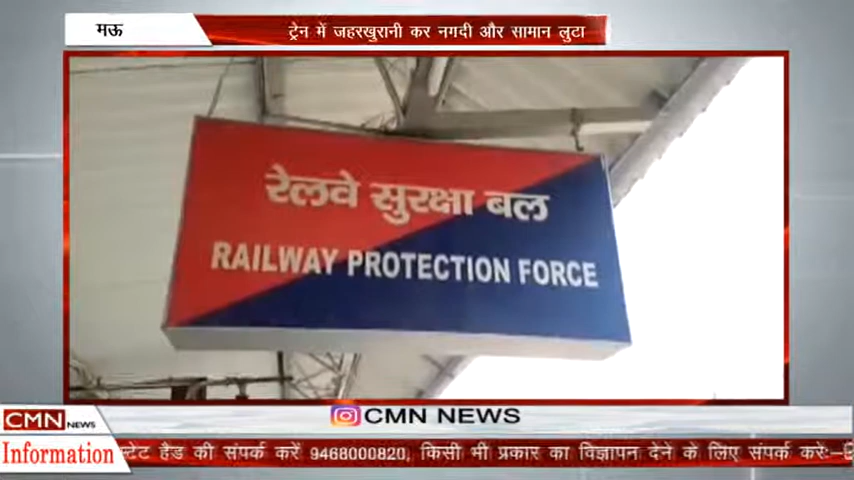 मऊ
ट्रेन में जहरखुरानी कर नगदी और सामान लुटा
रेलवे सुरक्षा बल
RAILWAY PROTECTION FORCE
CMN NEWS
CMN NEWS
Information
स्टेट हैड की संपर्क करें 9468000820, किसी भी प्रकार का विज्ञापन देने के लिए संपर्क करें:-